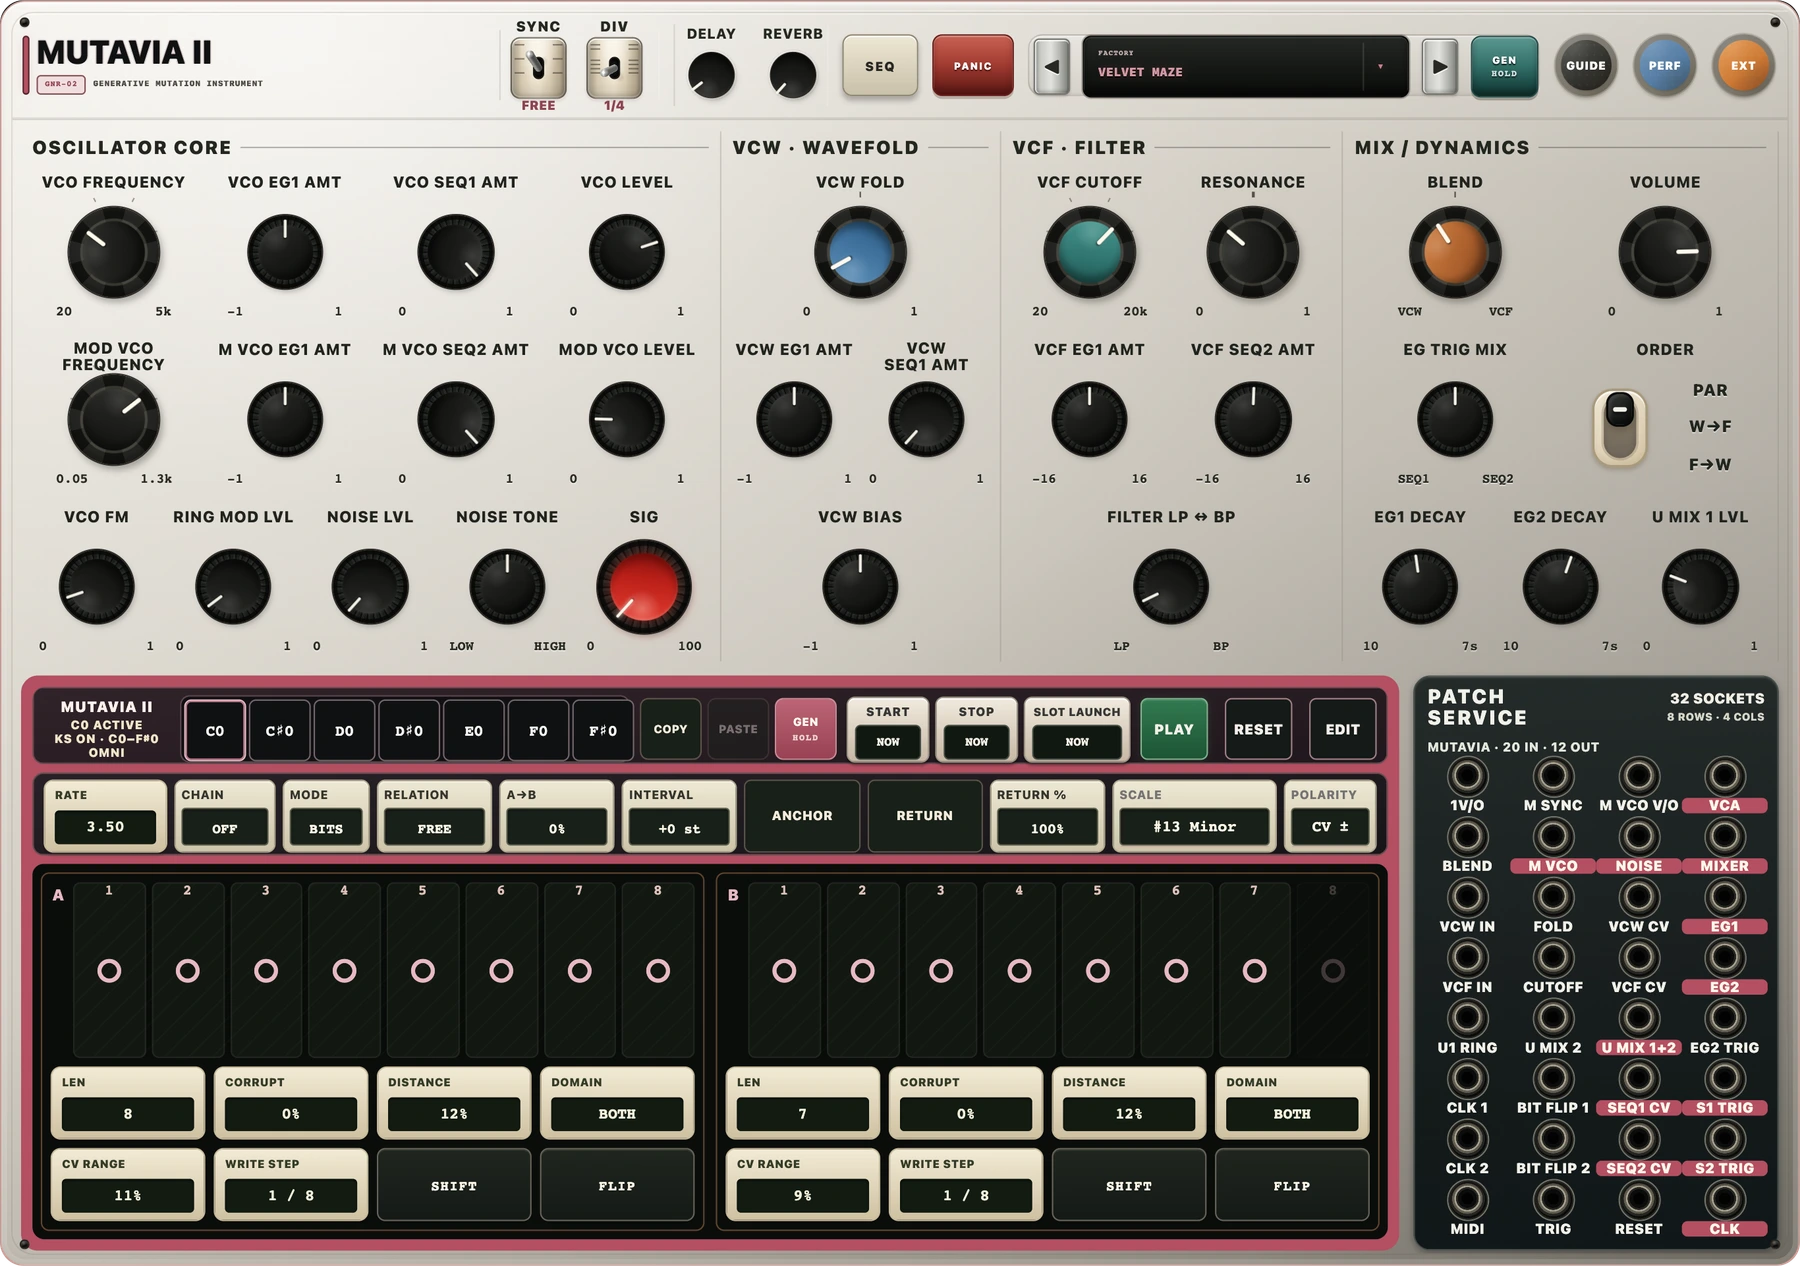 MUTAVIA II
GNR-02 GENERATIVE MUTATION INSTRUMENT
SYNC
FREE
DIV
1/4
DELAY
REVERB
SEQ
PANIC
◀
FACTORY
VELVET MAZE
▼
▶
GEN
HOLD
GUIDE
PERF
EXT
OSCILLATOR CORE
VCO FREQUENCY
20 5k
VCO EG1 AMT
-1 1
VCO SEQ1 AMT
0 1
VCO LEVEL
0 1
MOD VCO
FREQUENCY
0.05 1.3k
M VCO EG1 AMT
-1 1
M VCO SEQ2 AMT
0 1
MOD VCO LEVEL
0 1
VCO FM
0 1
RING MOD LVL
0 1
NOISE LVL
0 1
NOISE TONE
LOW HIGH
SIG
0 100
VCW · WAVEFOLD
VCW FOLD
0 1
VCW EG1 AMT
-1 1
VCW
SEQ1 AMT
0 1
VCW BIAS
-1 1
VCF · FILTER
VCF CUTOFF
20 20k
RESONANCE
0 1
VCF EG1 AMT
-16 16
VCF SEQ2 AMT
-16 16
FILTER LP ↔ BP
LP BP
MIX / DYNAMICS
BLEND
VCW VCF
VOLUME
0 1
EG TRIG MIX
SEQ1 SEQ2
ORDER
PAR
W→F
F→W
EG1 DECAY
10 7s
EG2 DECAY
10 7s
U MIX 1 LVL
0 1
MUTAVIA II
C0 ACTIVE
KS ON · C0–F#0
OMNI
C0 C♯0 D0 D♯0 E0 F0 F♯0
COPY
PASTE
GEN
HOLD
START
NOW
STOP
NOW
SLOT LAUNCH
NOW
PLAY
RESET
EDIT
RATE
3.50
CHAIN
OFF
MODE
BITS
RELATION
FREE
A→B
0%
INTERVAL
+0 st
ANCHOR
RETURN
RETURN %
100%
SCALE
#13 Minor
POLARITY
CV ±
A 1 2 3 4 5 6 7 8
LEN
8
CORRUPT
0%
DISTANCE
12%
DOMAIN
BOTH
CV RANGE
11%
WRITE STEP
1 / 8
SHIFT
FLIP
B 1 2 3 4 5 6 7 8
LEN
7
CORRUPT
0%
DISTANCE
12%
DOMAIN
BOTH
CV RANGE
9%
WRITE STEP
1 / 8
SHIFT
FLIP
PATCH
SERVICE
32 SOCKETS
8 ROWS · 4 COLS
MUTAVIA · 20 IN · 12 OUT
1V/O M SYNC M VCO V/O VCA
BLEND M VCO NOISE MIXER
VCW IN FOLD VCW CV EG1
VCF IN CUTOFF VCF CV EG2
U1 RING U MIX 2 U MIX 1+2 EG2 TRIG
CLK 1 BIT FLIP 1 SEQ1 CV S1 TRIG
CLK 2 BIT FLIP 2 SEQ2 CV S2 TRIG
MIDI TRIG RESET CLK